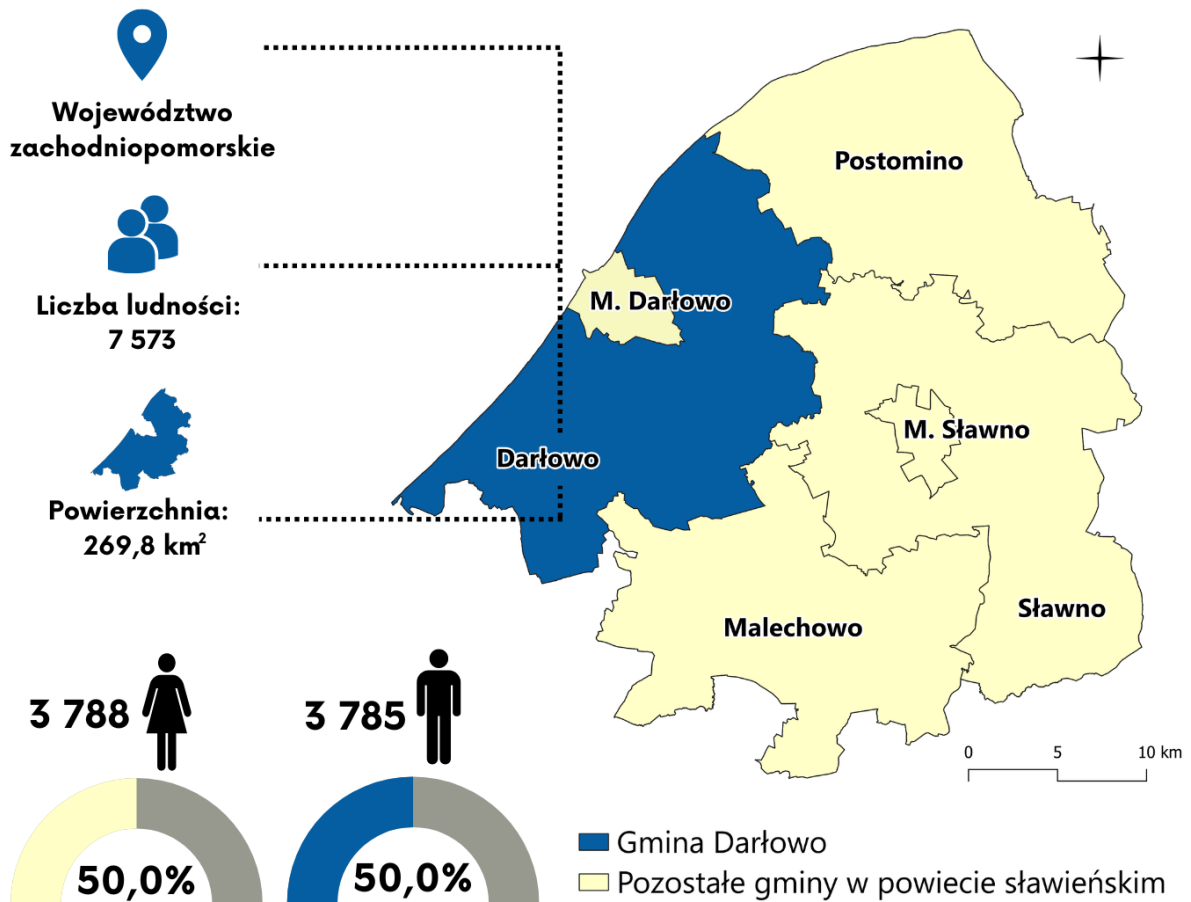 Województwo
zachodniopomorskie
Liczba ludności:
7 573
Powierzchnia:
269,8 km²
Postomino
M. Darłowo
M. Sławno
Darłowo
Sławno
Malechowo
0 5 10 km
3 788
3 785
50,0%
50,0%
Gmina Darłowo
Pozostałe gminy w powiecie sławieńskim